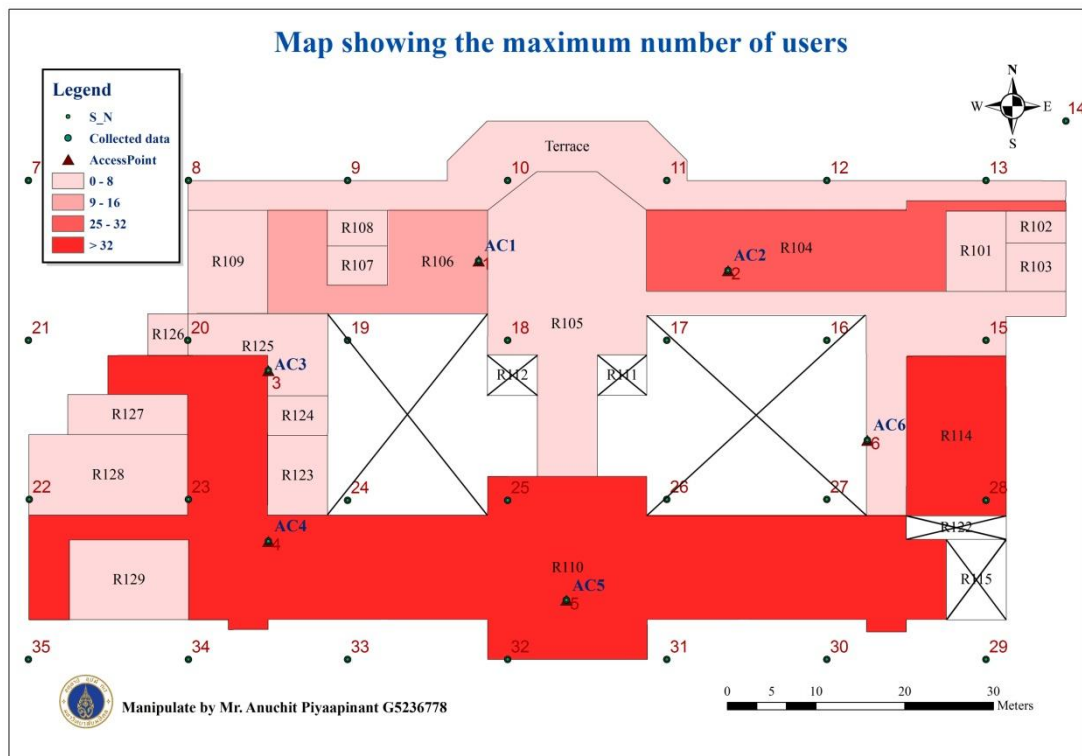 Map showing the maximum number of users
Legend
S_N
Collected data
AccessPoint
0 - 8
9 - 16
25 - 32
> 32
N
W E
S
14
Terrace
7 8 9 10 11 12 13
R108
R102
R109
R107
R106
AC1
1
AC2
2
R104
R101
R103
21
R126
20
R125
19
18
R105
17
16
15
AC3
3
R112
R111
R127
R124
AC6
6
R114
R128
R123
22 23 24 25 26 27 28
R122
AC4
4
R129
R110
AC5
5
R115
35 34 33 32 31 30 29
Manipulate by Mr. Anuchit Piyaapinant G5236778
0 5 10 20 30
Meters